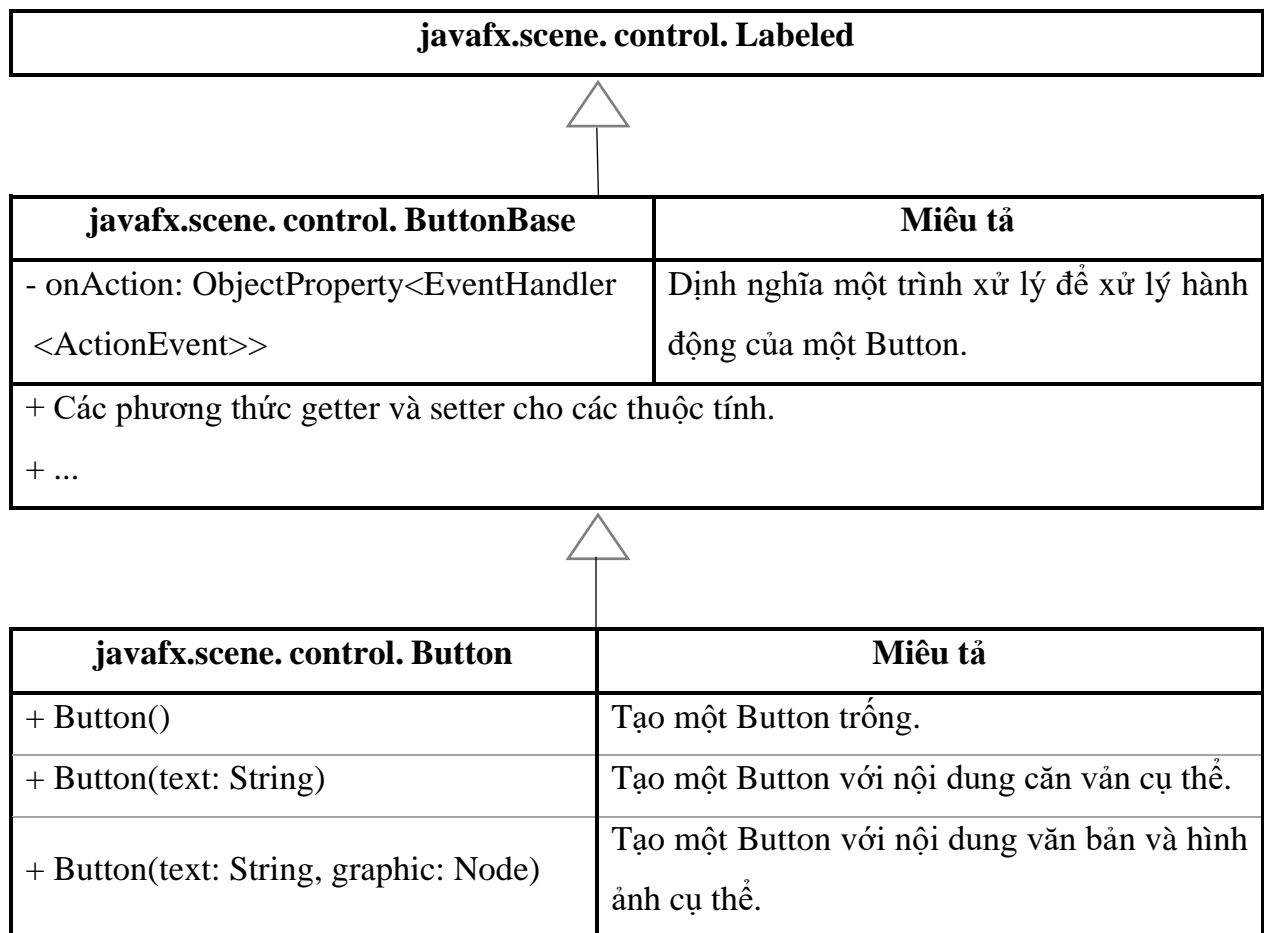 javafx.scene. control. Labeled
javafx.scene. control. ButtonBase
Miêu tả
- onAction: ObjectProperty<EventHandler
<ActionEvent>>
Dịnh nghĩa một trình xử lý để xử lý hành
động của một Button.
+ Các phương thức getter và setter cho các thuộc tính.
+ ...
javafx.scene. control. Button
Miêu tả
+ Button()
Tạo một Button trống.
+ Button(text: String)
Tạo một Button với nội dung căn vản cụ thể.
+ Button(text: String, graphic: Node)
Tạo một Button với nội dung văn bản và hình
ảnh cụ thể.